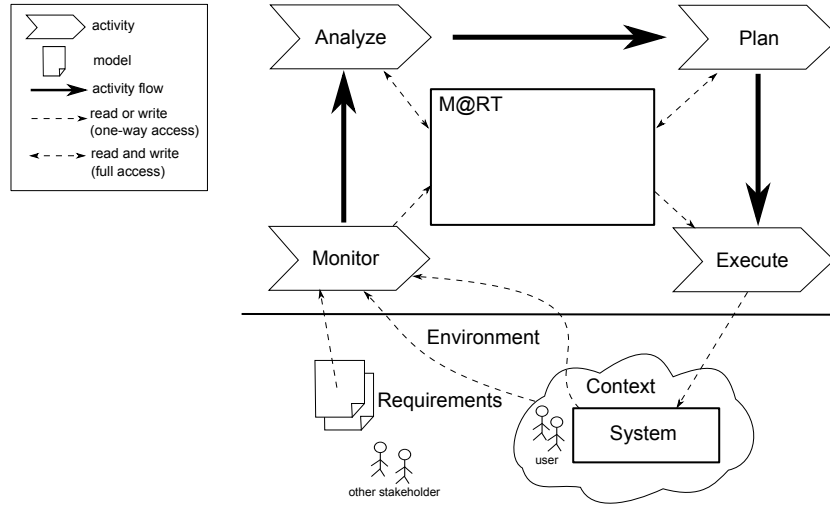 activity
model
activity flow
read or write
(one-way access)
read and write
(full access)
Analyze
Plan
M@RT
Monitor
Execute
Environment
Requirements
Context
System
user
other stakeholder